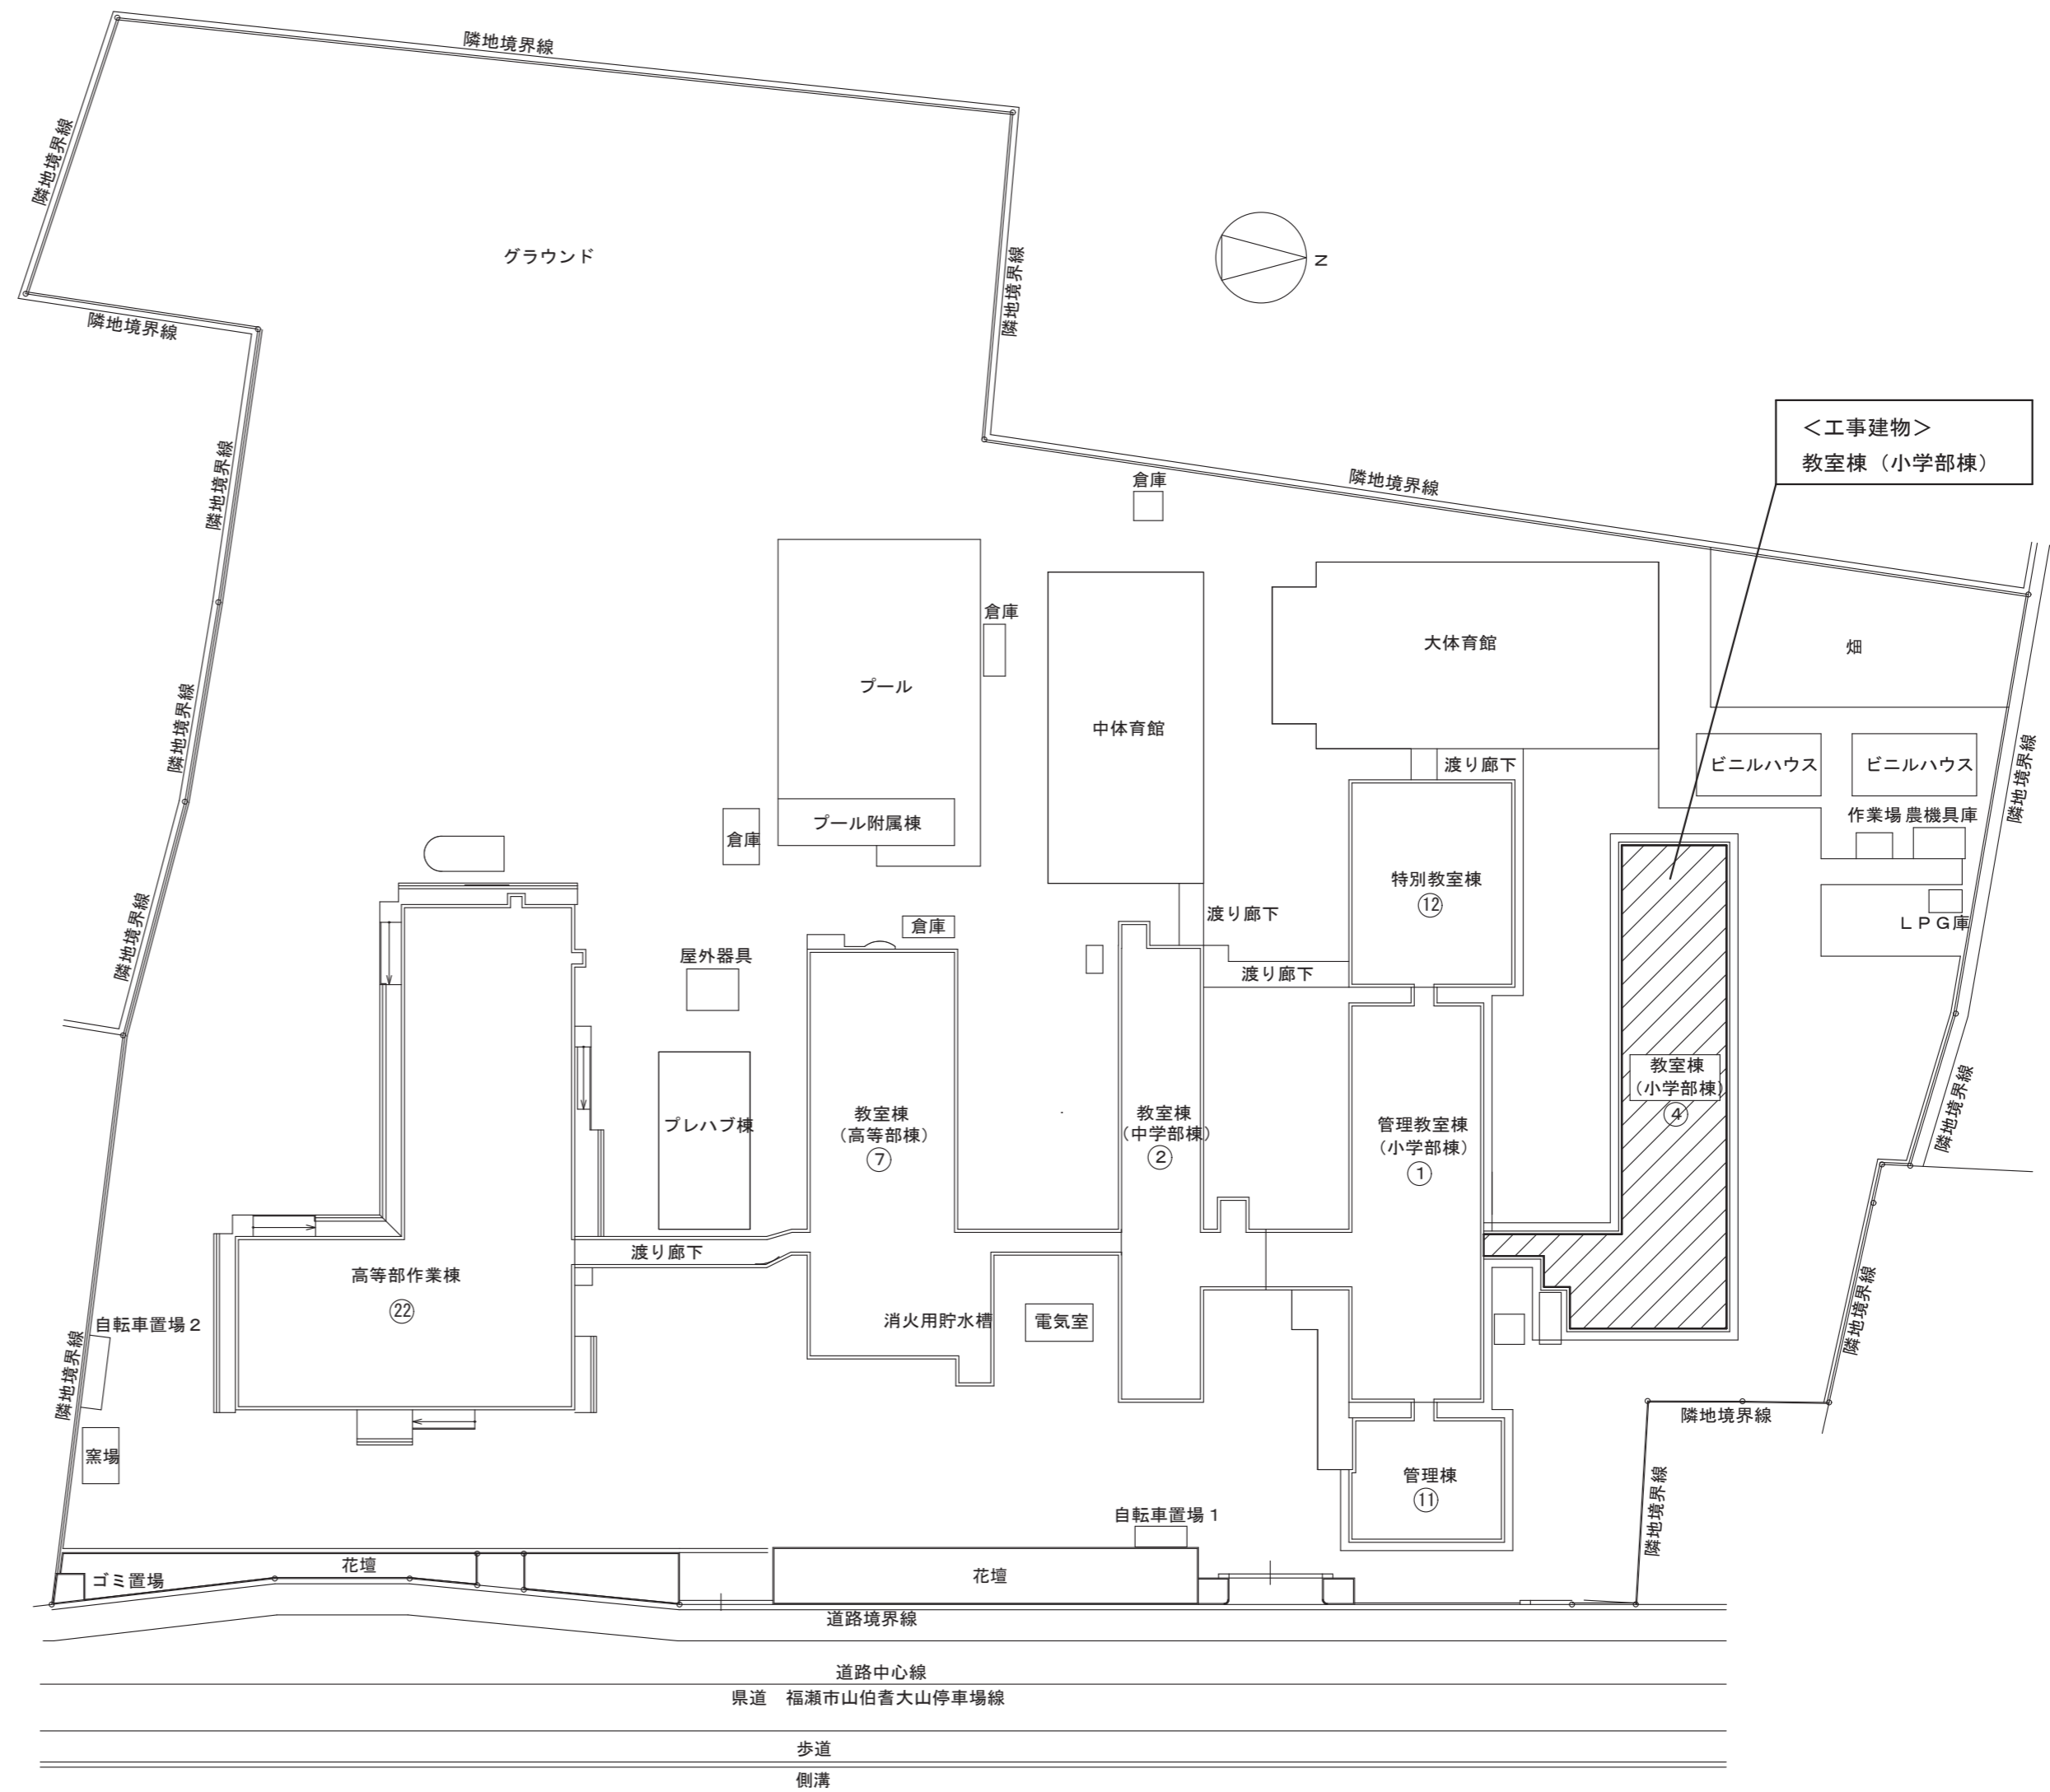 隣地境界線
隣地境界線
グラウンド
N
隣地境界線
隣地境界線
＜工事建物＞
教室棟（小学部棟）
隣地境界線
倉庫
隣地境界線
倉庫
大体育館
畑
プール
中体育館
隣地境界線
渡り廊下
ビニルハウス
ビニルハウス
隣地境界線
作業場
農機具庫
プール附属棟
倉庫
特別教室棟
⑫
渡り廊下
倉庫
LPG庫
隣地境界線
屋外器具
渡り廊下
教室棟
（小学部棟）
④
プレハブ棟
教室棟
（高等部棟）
⑦
教室棟
（中学部棟）
②
管理教室棟
（小学部棟）
①
隣地境界線
渡り廊下
高等部作業棟
㉒
消火用貯水槽
電気室
隣地境界線
自転車置場２
隣地境界線
隣地境界線
窯場
管理棟
⑪
隣地境界線
自転車置場１
花壇
ゴミ置場
花壇
道路境界線
道路中心線
県道　福瀬市山伯耆大山停車場線
歩道
側溝